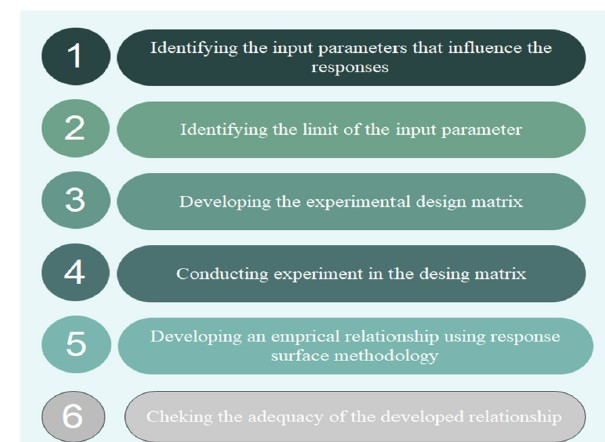 1
Identifying the input parameters that influence the
responses
2
Identifying the limit of the input parameter
3
Developing the experimental design matrix
4
Conducting experiment in the desing matrix
5
Developing an emprical relationship using response
surface methodology
6
Cheking the adequacy of the developed relationship